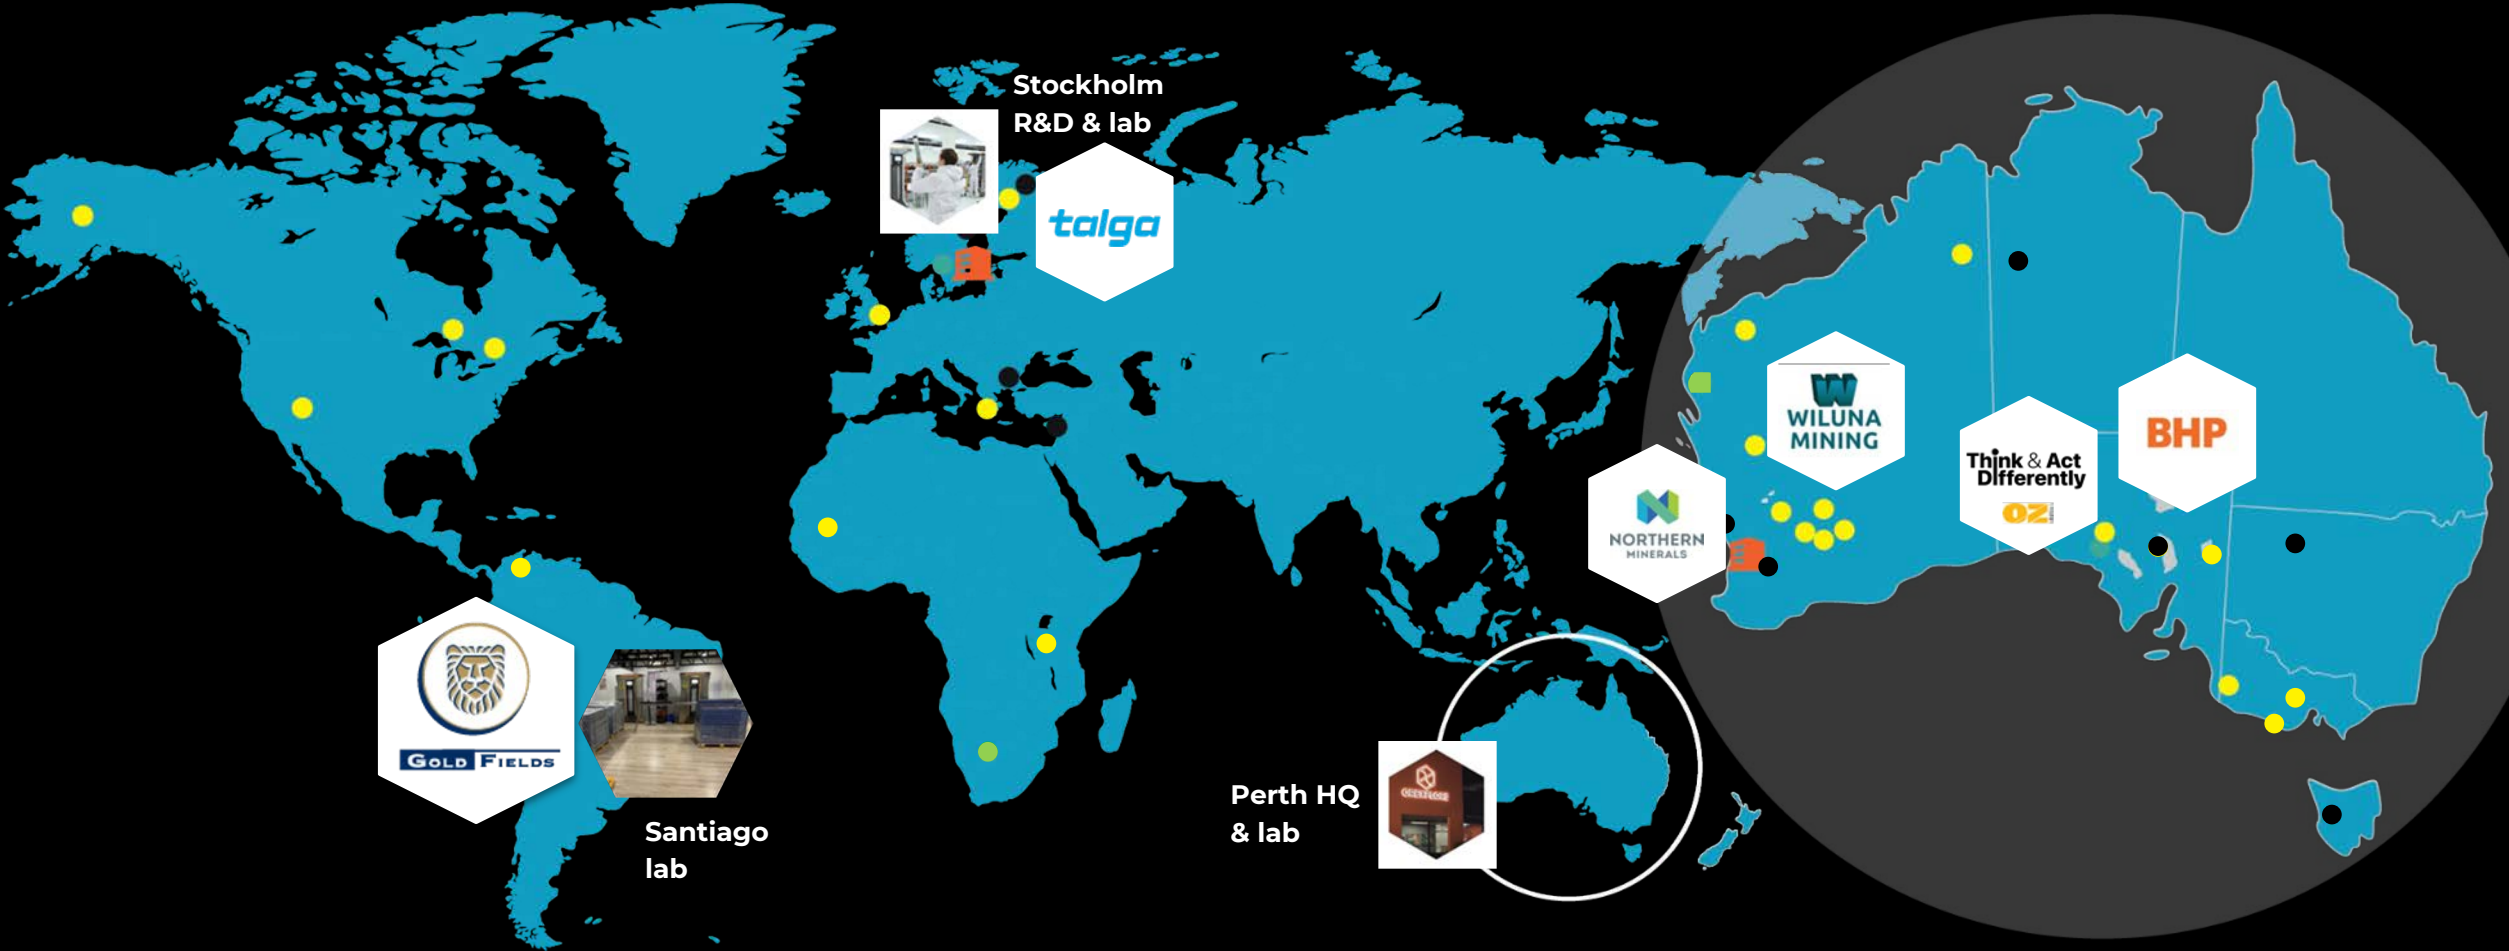 Stockholm
R&D & lab
talga
WILUNA
MINING
BHP
Think & Act
Differently
OZ
NORTHERN
MINERALS
GOLD FIELDS
Santiago
lab
Perth HQ
& lab